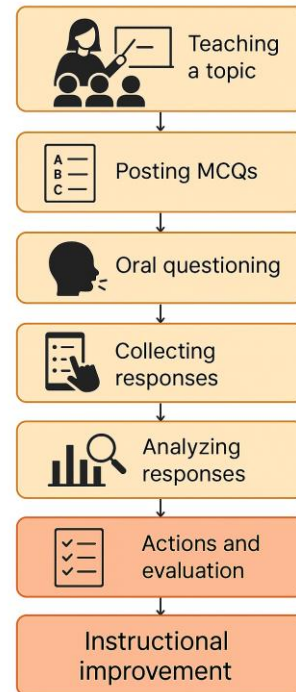 Teaching
a topic
A
B
C
Posting MCQs
Oral questioning
Collecting
responses
Analyzing
responses
Actions and
evaluation
Instructional
improvement